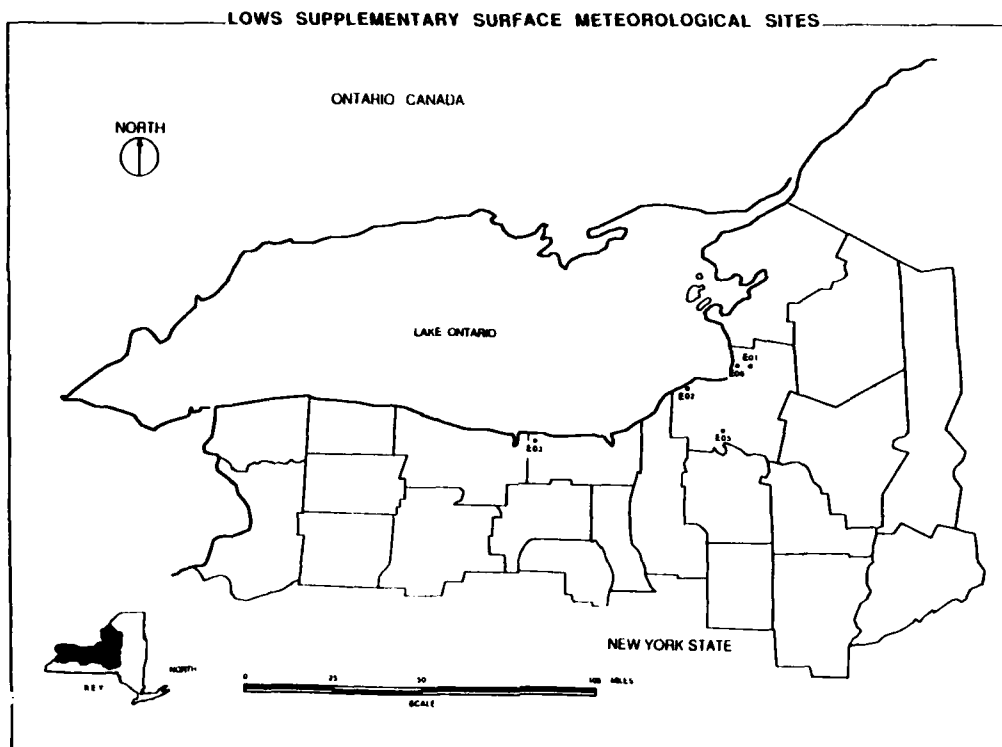 LOWS SUPPLEMENTARY SURFACE METEOROLOGICAL SITES
ONTARIO CANADA
NORTH
LAKE ONTARIO
E01
E06
E02
E05
E03
NEW YORK STATE
NORTH
KEY
0 25 50 100 MILES
SCALE